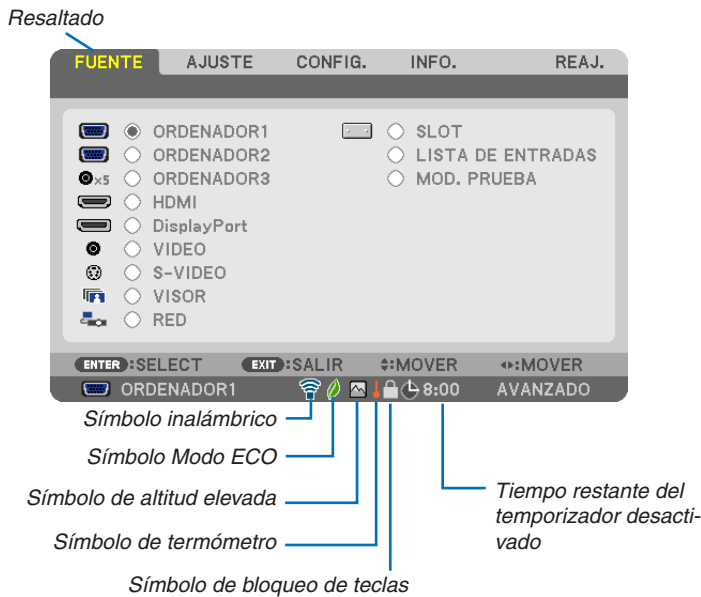 Resaltado
FUENTE AJUSTE CONFIG. INFO. REAJ.
ORDENADOR1
ORDENADOR2
×5 ORDENADOR3
HDMI
DisplayPort
VIDEO
S-VIDEO
VISOR
RED
SLOT
LISTA DE ENTRADAS
MOD. PRUEBA
ENTER :SELECT EXIT :SALIR :MOVER :MOVER
ORDENADOR1 8:00 AVANZADO
Símbolo inalámbrico
Símbolo Modo ECO
Símbolo de altitud elevada
Símbolo de termómetro
Símbolo de bloqueo de teclas
Tiempo restante del
temporizador desacti-
vado